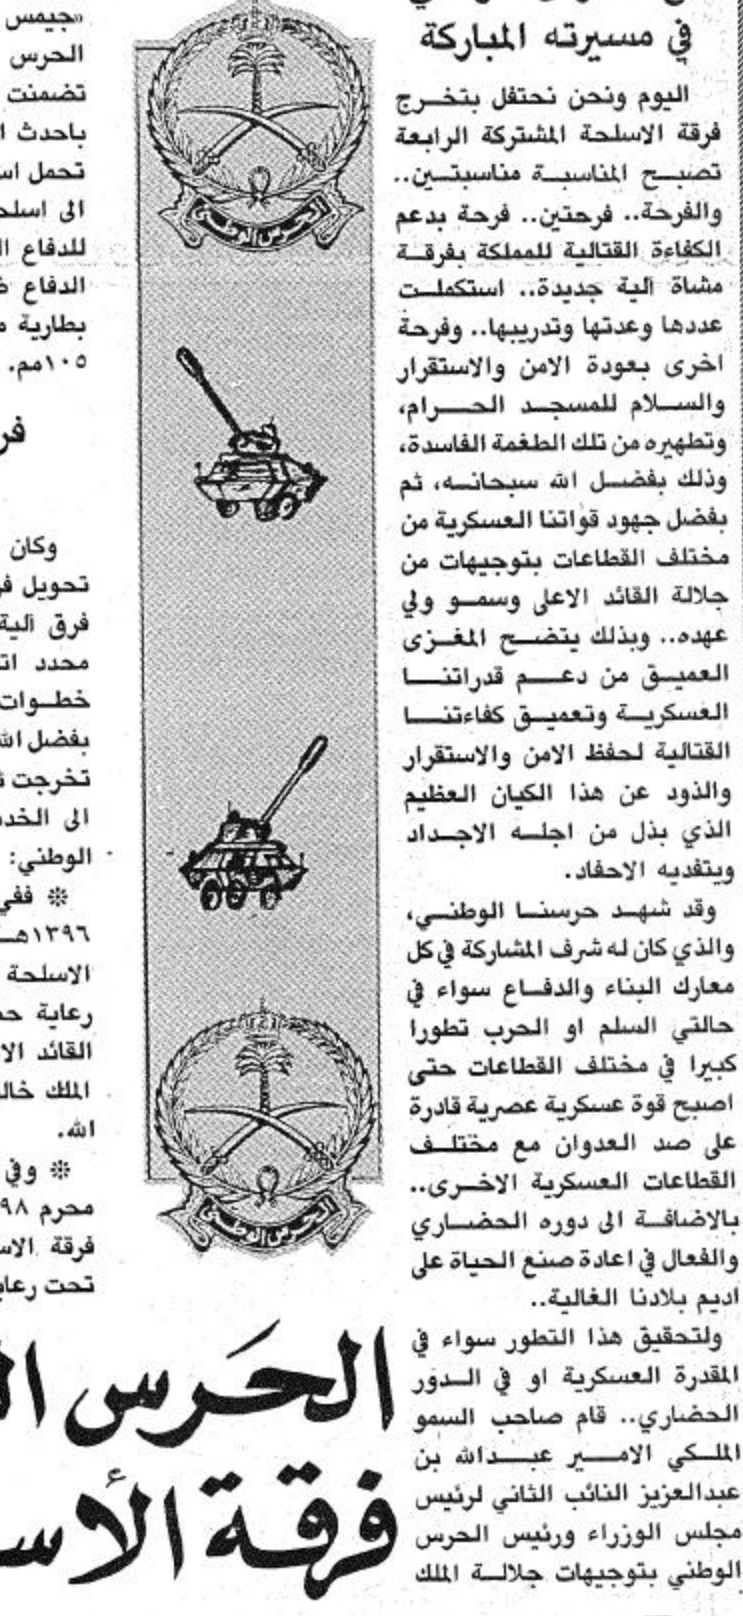 في مسيرته المباركة
اليوم ونحن نحتفل بتخرج
فرقة الاسلحة المشتركة الرابعة
تصبح المناسبة مناسبتين..
والفرحة.. فرحتين.. فرحة بدعم
الكفاءة القتالية للمملكة بفرقة
مشاة آلية جديدة.. استكملت
عددها وعدتها وتدريبها.. وفرحة
اخرى بعودة الامن والاستقرار
والسلام للمسجد الحرام،
وتطهيره من تلك الطغمة الفاسدة،
وذلك بفضل الله سبحانه، ثم
بفضل جهود قواتنا العسكرية من
مختلف القطاعات بتوجيهات من
جلالة القائد الاعلى وسمو ولي
عهده.. وبذلك يتضح المغزى
العميق من دعم قدراتنا
العسكرية وتعميق كفاءتنا
القتالية لحفظ الامن والاستقرار
والذود عن هذا الكيان العظيم
الذي بذل من اجله الاجداد
ويتفديه الاحفاد.
وقد شهد حرسنا الوطني،
والذي كان له شرف المشاركة في كل
معارك البناء والدفاع سواء في
حالتي السلم او الحرب تطورا
كبيرا في مختلف القطاعات حتى
اصبح قوة عسكرية عصرية قادرة
على صد العدوان مع مختلف
القطاعات العسكرية الاخرى..
بالاضافة الى دوره الحضاري
والفعال في اعادة صنع الحياة على
اديم بلادنا الغالية..
ولتحقيق هذا التطور سواء في
المقدرة العسكرية او في الدور
الحضاري.. قام صاحب السمو
الملكي الامير عبدالله بن
عبدالعزيز النائب الثاني لرئيس
مجلس الوزراء ورئيس الحرس
الوطني بتوجيهات جلالة الملك
الحرس الوطني
الحرس الوطني
«جيمس
الحرس
تضمنت
باحدث ا
تحمل اس
الى اسلح
للدفاع ال
الدفاع
بطارية م
١٠٥مم.
فر
وكان
تحويل فر
فرق آلية
محدد ات
خطوات
بفضل الله
تخرجت
الى الخد
الوطني:
❊ ففي
١٣٩٦هـ
الاسلحة
رعاية
القائد الا
الملك خال
الله.
❊ وفي
محرم ٩٨
فرقة الاس
تحت رعاي
الحَرس ال
فرقة الأس